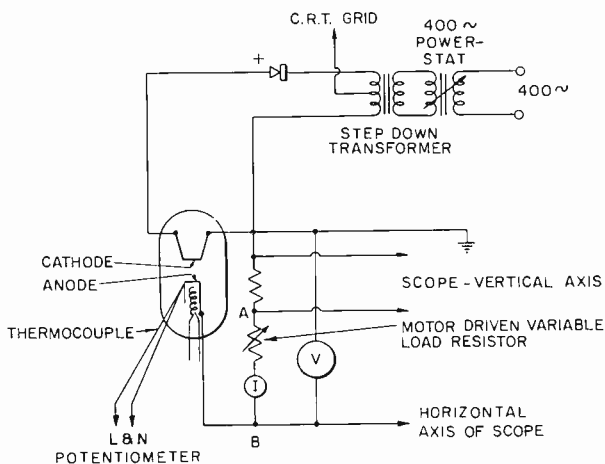 C.R.T. GRID
400~
POWER-
STAT
+
400~
STEP DOWN
TRANSFORMER
CATHODE
ANODE
SCOPE-VERTICAL AXIS
A
THERMOCOUPLE
MOTOR DRIVEN VARIABLE
LOAD RESISTOR
V
I
L&N
POTENTIOMETER
B
HORIZONTAL
AXIS OF SCOPE